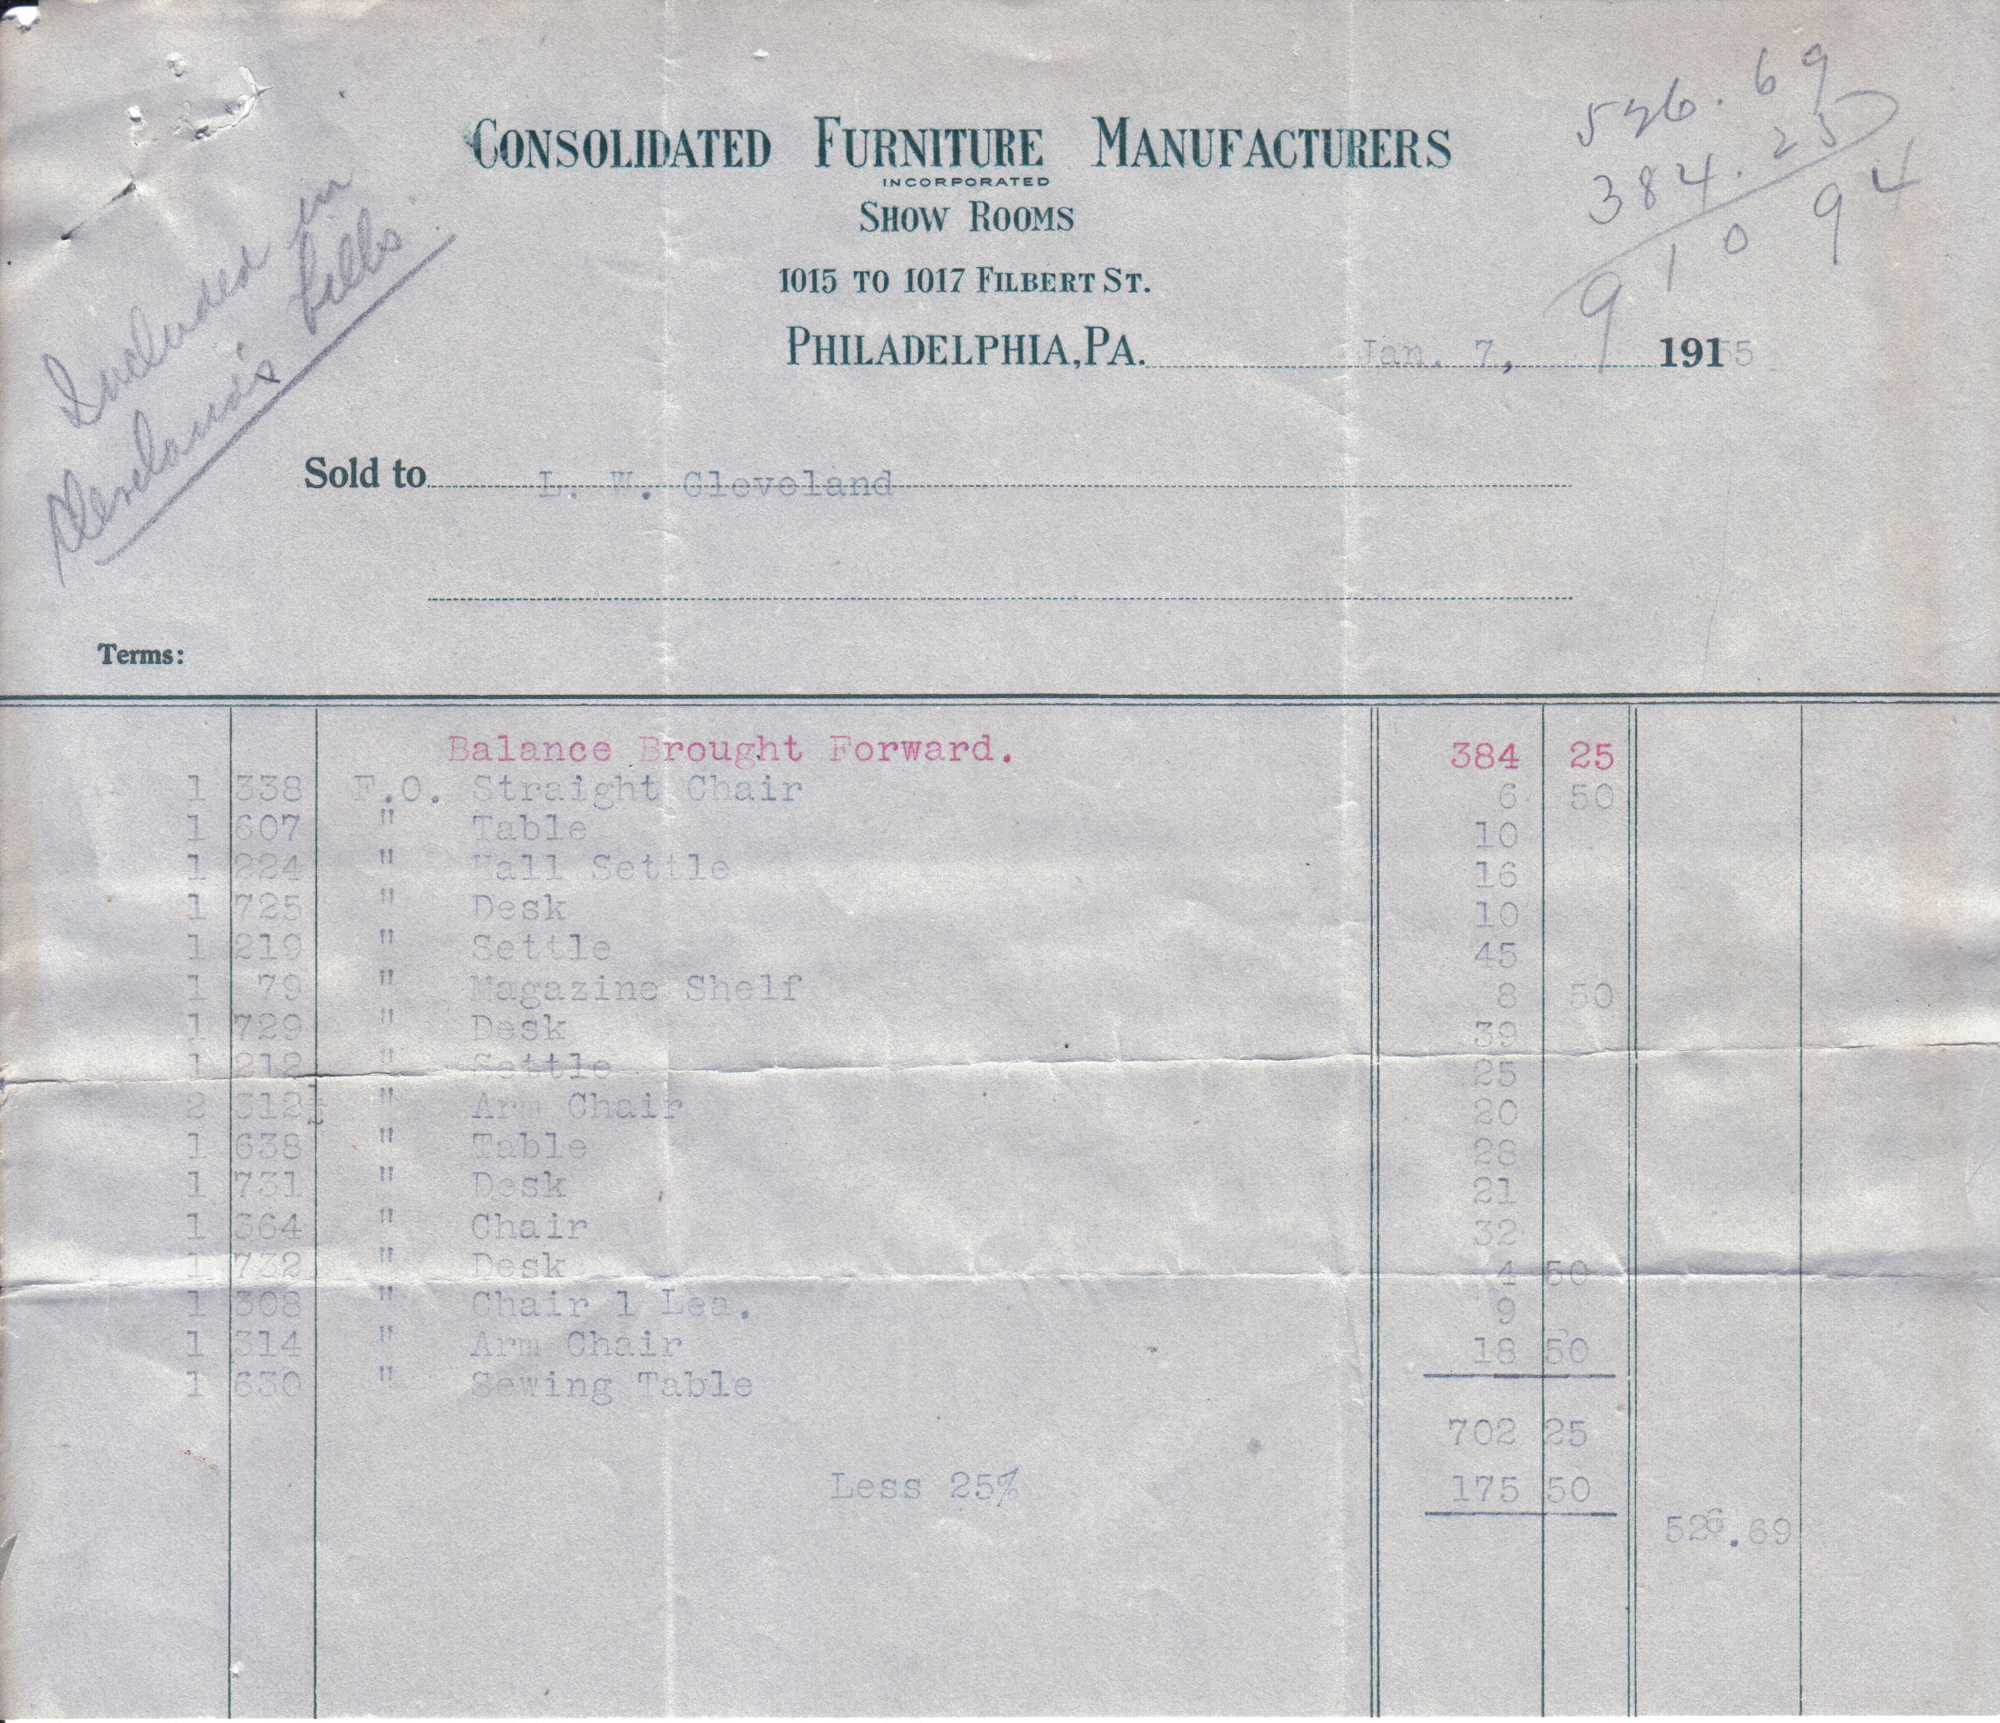 526.69
384.25
910 94
CONSOLIDATED FURNITURE MANUFACTURERS
INCORPORATED
SHOW ROOMS
1015 TO 1017 FILBERT ST.
PHILADELPHIA, PA. Jan. 7, 191 5
Included in
Cleveland's bills.
Sold to L. W. Cleveland
Terms:
Balance Brought Forward. 384 25
1 338 F.O. Straight Chair 6 50
1 607 " Table 10
1 224 " Hall Settle 16
1 725 " Desk 10
1 219 " Settle 45
1 79 " Magazine Shelf 8 50
1 729 " Desk 39
1 212 " Settle 25
2 312½ " Arm Chair 20
1 638 " Table 28
1 731 " Desk 21
1 364 " Chair 32
1 732 " Desk 4 50
1 308 " Chair 1 Lea. 9
1 314 " Arm Chair 18 50
1 630 " Sewing Table
702 25
Less 25% 175 50
526.69